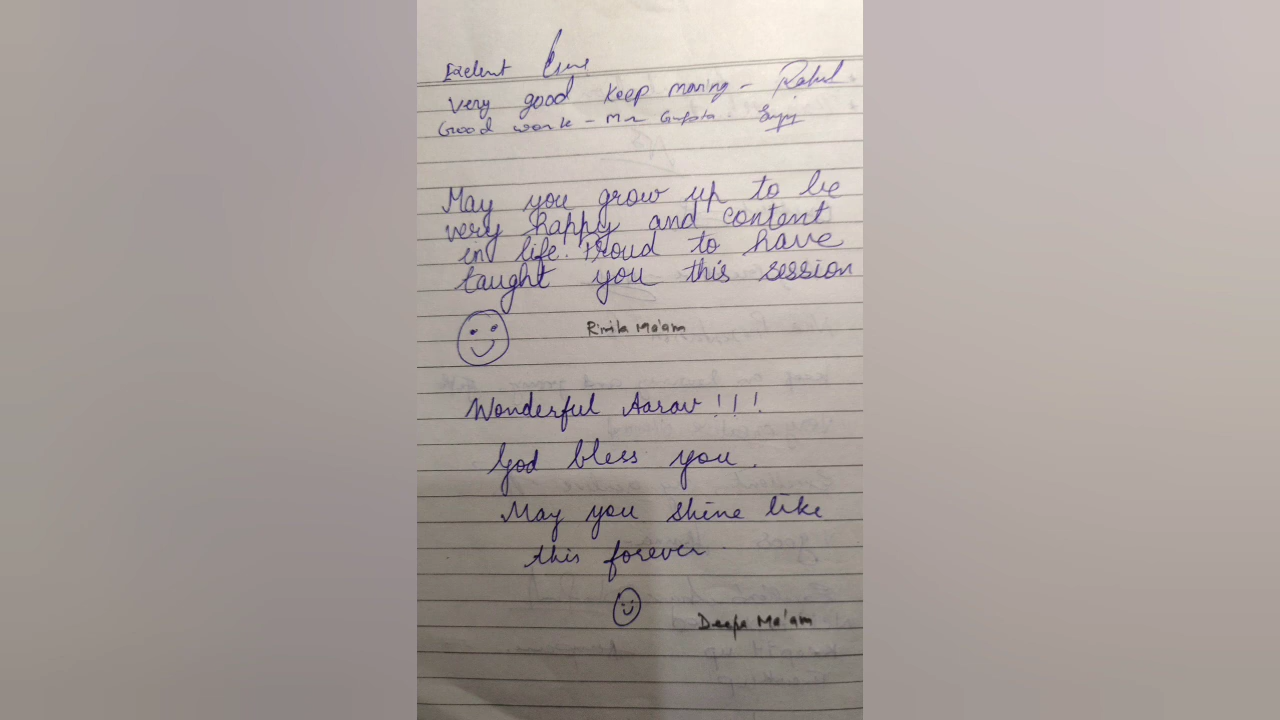 Exclent
very good keep moving - Rahul
Good work - Mr Gupta.
May you grow up to be
very happy and content
in life. Proud to have
taught you this session
Rimila Ma'am
Wonderful Aarav!!!
God bless you.
May you shine like
this forever.
Deepa Ma'am